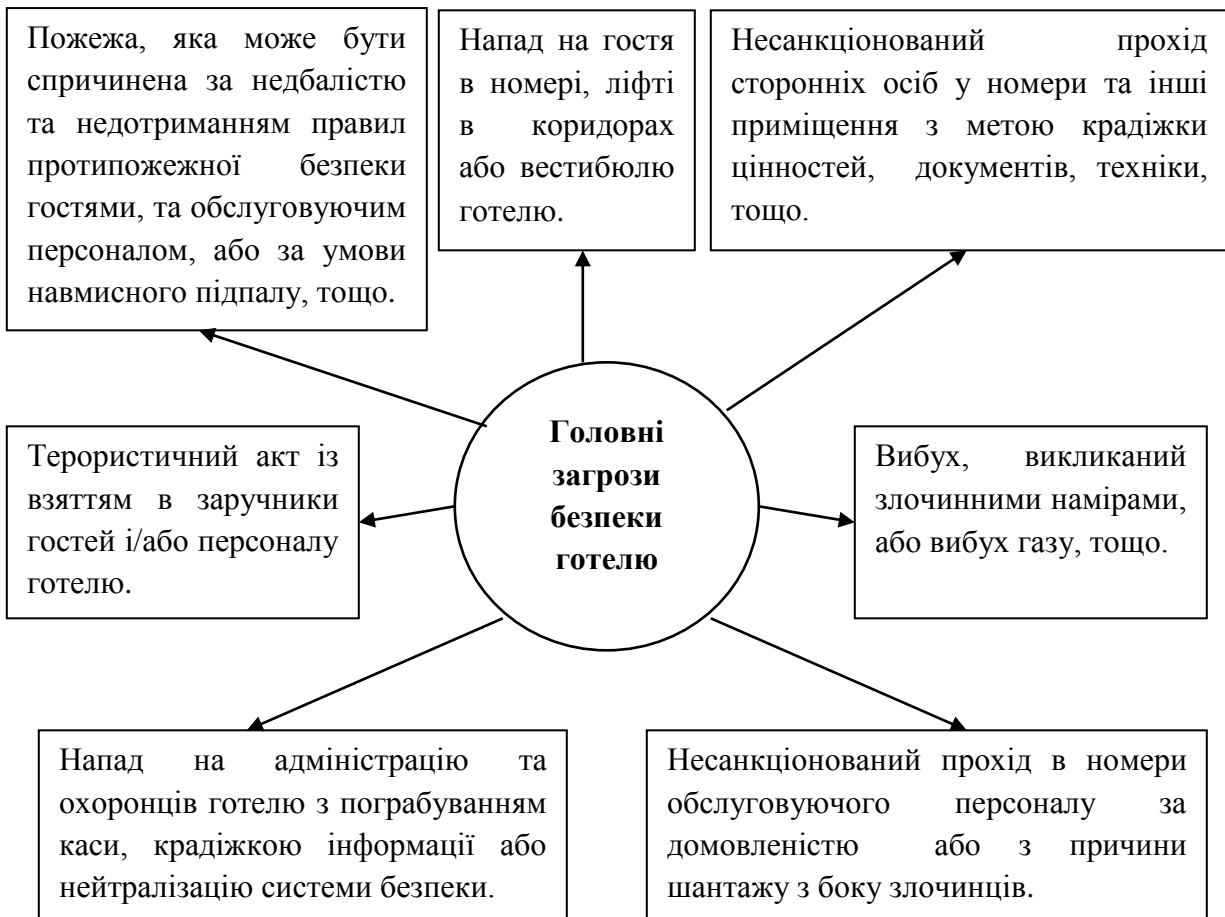 Пожежа, яка може бути
спричинена за недбалістю
та недотриманням правил
протипожежної безпеки
гостями, та обслуговуючим
персоналом, або за умови
навмисного підпалу, тощо.
Напад на гостя
в номері, ліфті
в коридорах
або вестибюлю
готелю.
Несанкціонований прохід
сторонніх осіб у номери та інші
приміщення з метою крадіжки
цінностей, документів, техніки,
тощо.
Головні
загрози
безпеки
готелю
Терористичний акт із
взяттям в заручники
гостей і/або персоналу
готелю.
Вибух, викликаний
злочинними намірами,
або вибух газу, тощо.
Напад на адміністрацію та
охоронців готелю з пограбуванням
каси, крадіжкою інформації або
нейтралізацію системи безпеки.
Несанкціонований прохід в номери
обслуговуючого персоналу за
домовленістю або з причини
шантажу з боку злочинців.